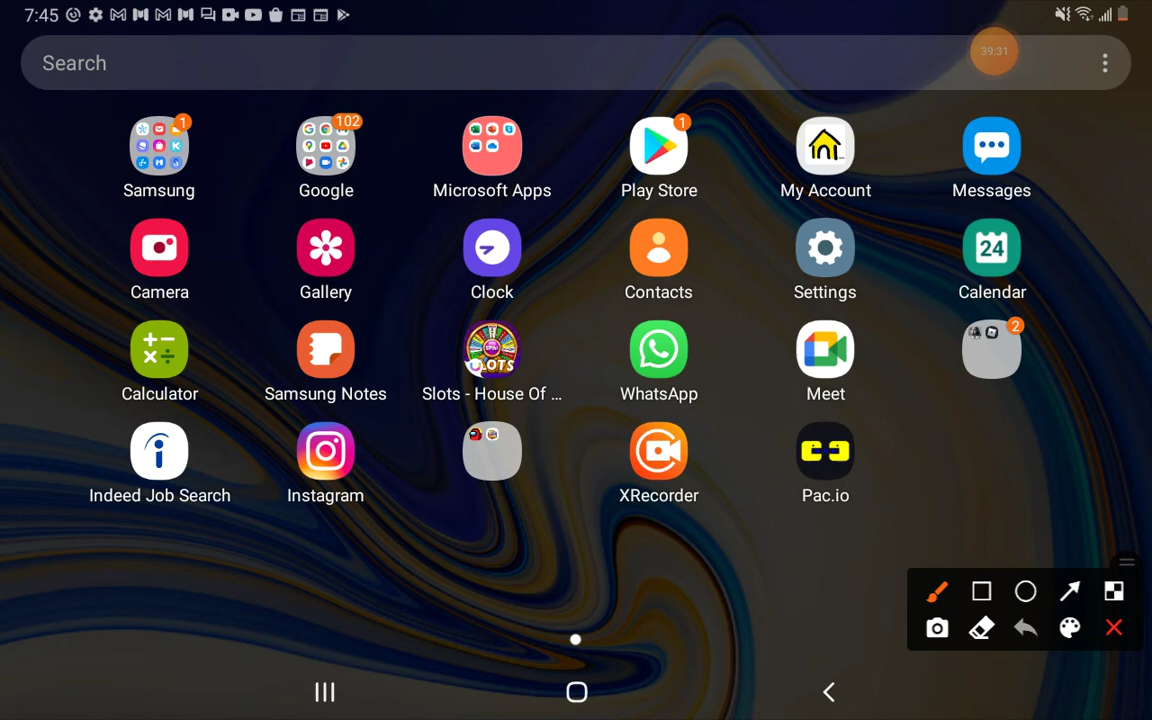 7:45
39:31
Search
1
102
1
Samsung
Google
Microsoft Apps
Play Store
My Account
Messages
24
Camera
Gallery
Clock
Contacts
Settings
Calendar
SPIN
SLOTS
2
Calculator
Samsung Notes
Slots - House Of ...
WhatsApp
Meet
Indeed Job Search
Instagram
XRecorder
Pac.io